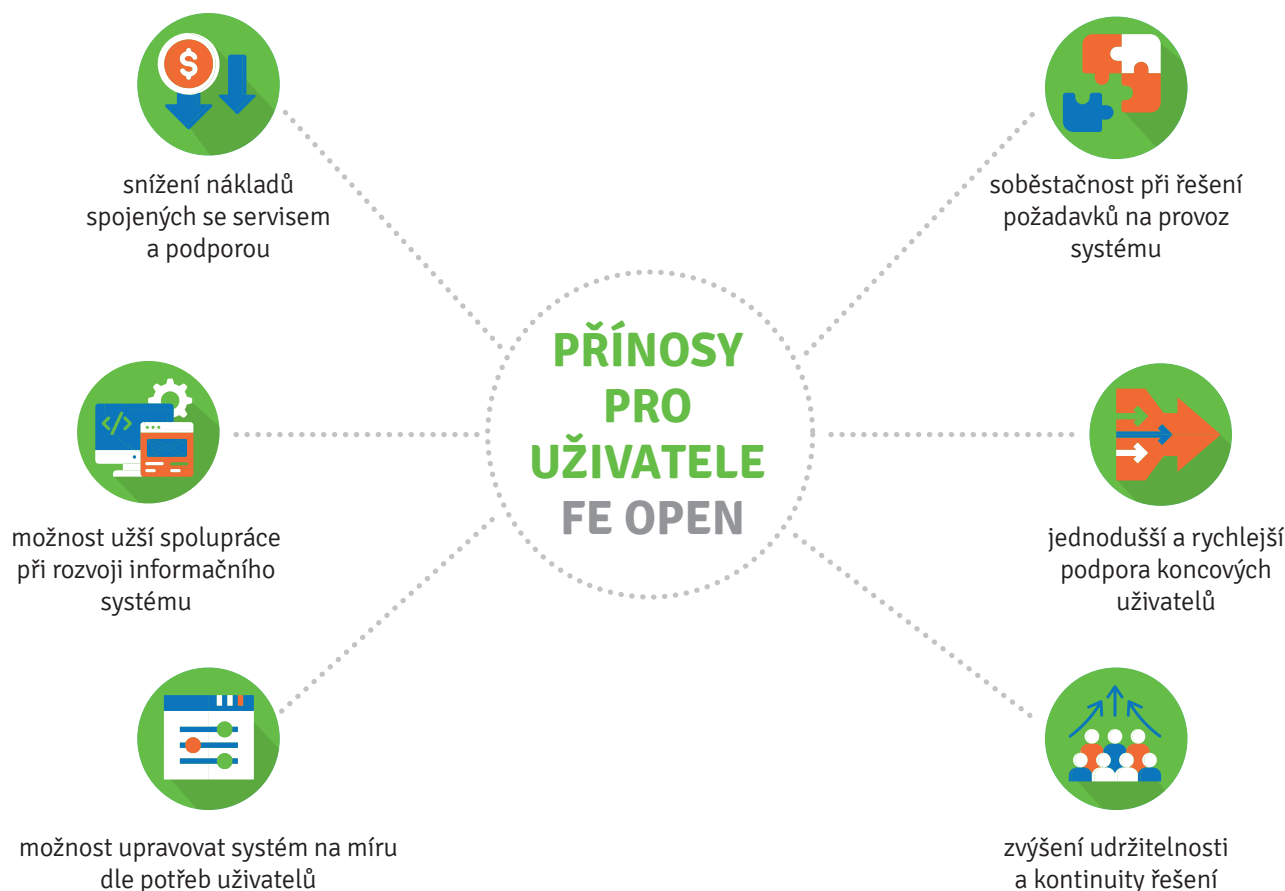 snížení nákladů
spojených se servisem
a podporou
soběstačnost při řešení
požadavků na provoz
systému
PŘÍNOSY
PRO
UŽIVATELE
FE OPEN
možnost užší spolupráce
při rozvoji informačního
systému
jednodušší a rychlejší
podpora koncových
uživatelů
možnost upravovat systém na míru
dle potřeb uživatelů
zvýšení udržitelnosti
a kontinuity řešení